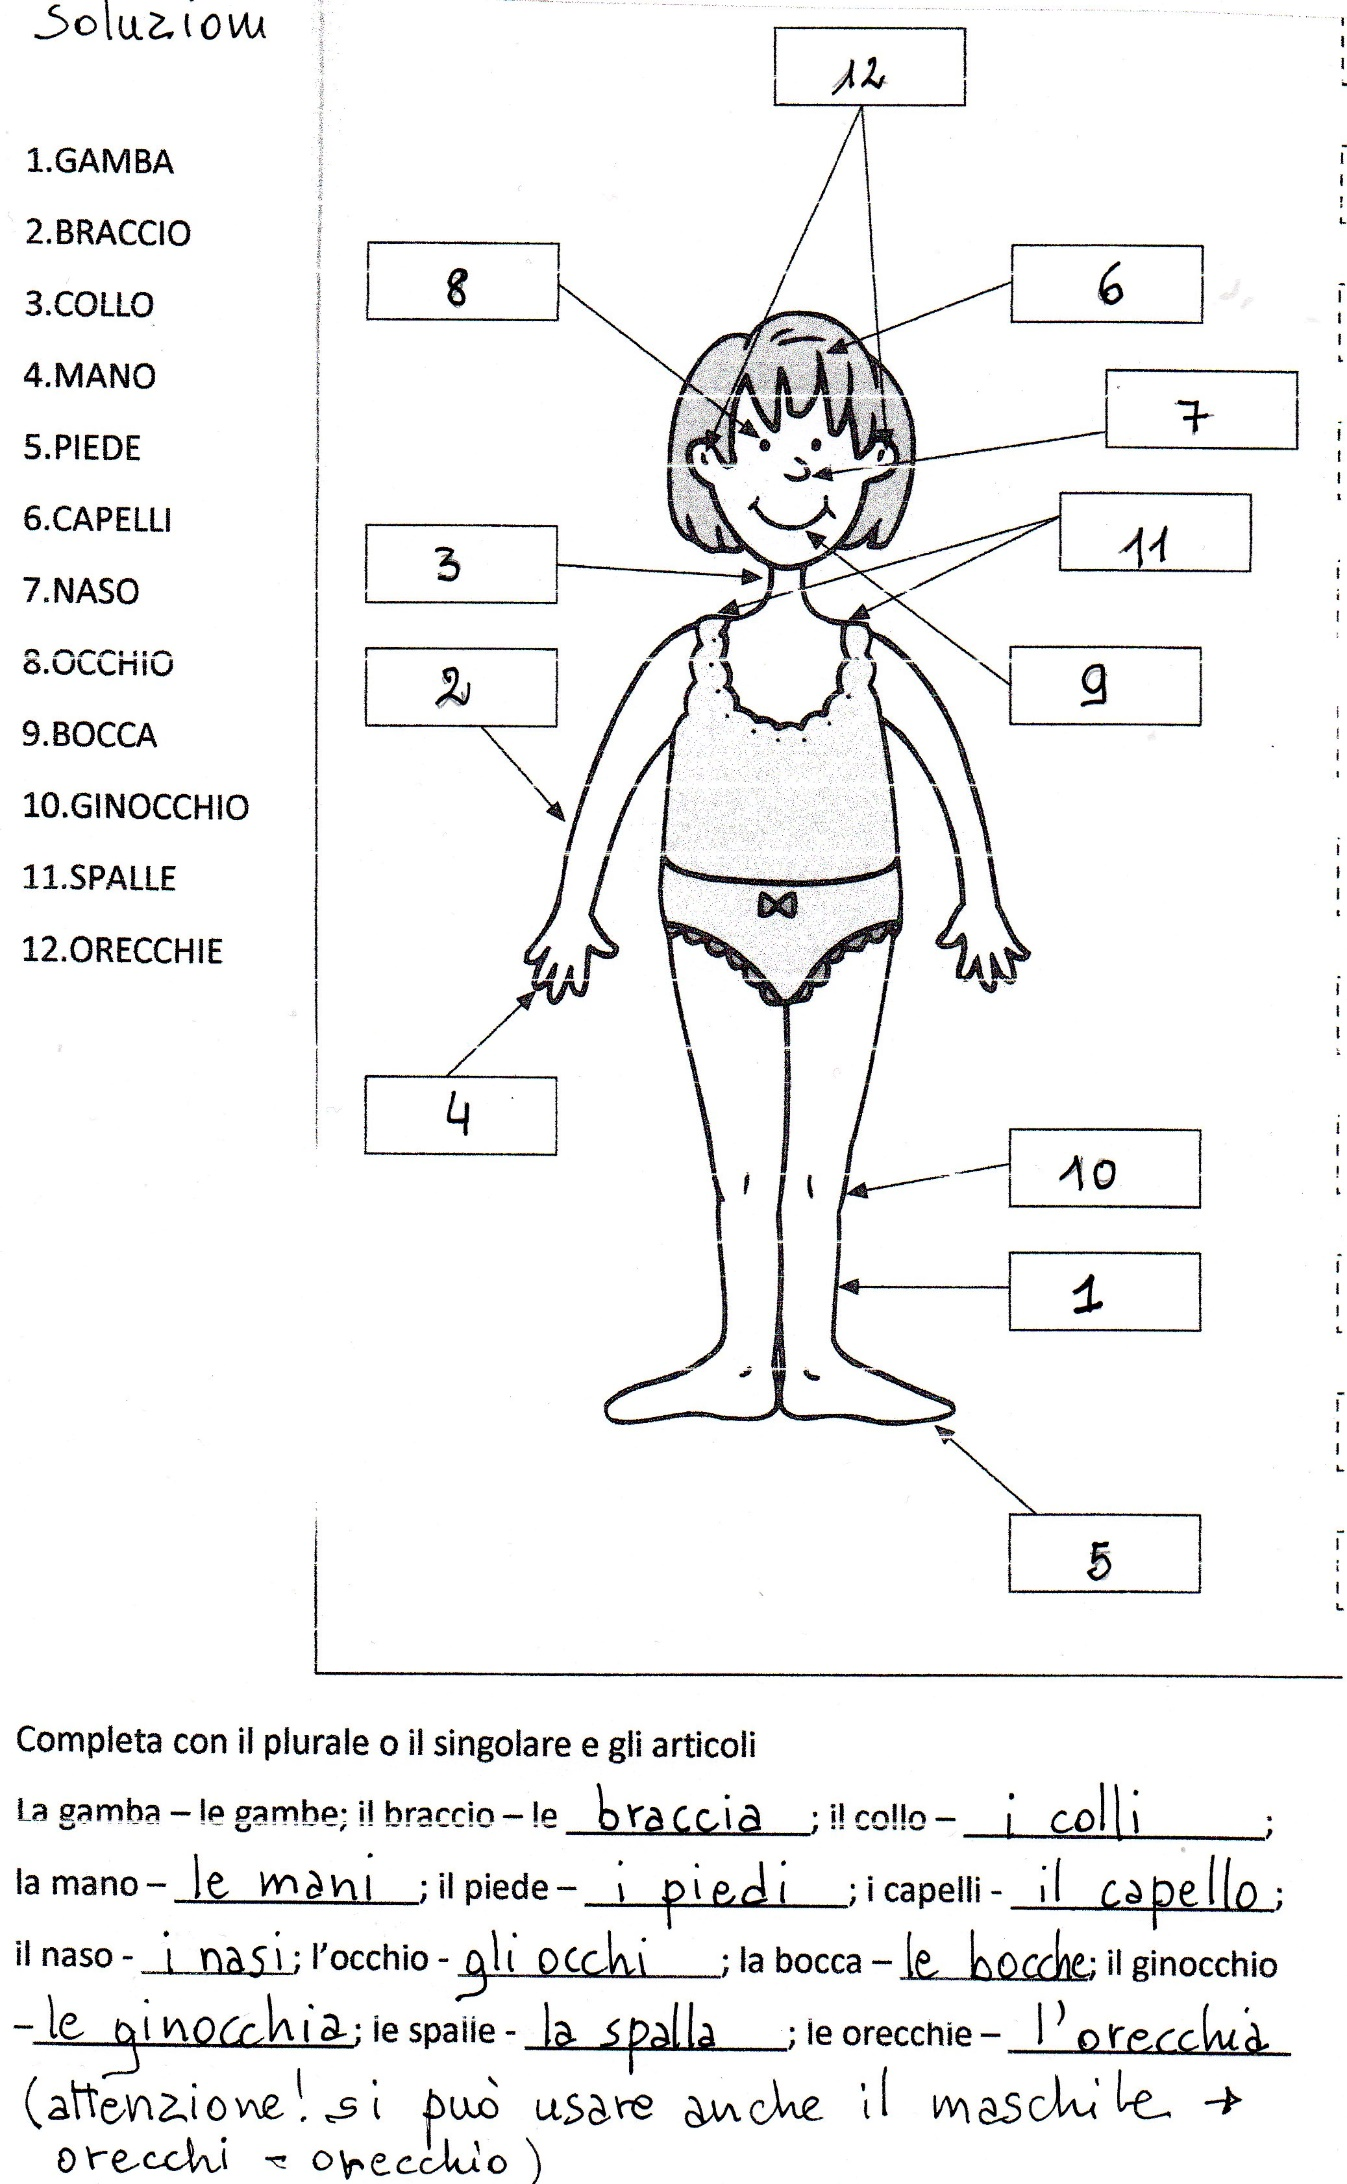 Soluzioni
12
1.GAMBA
2.BRACCIO
8
6
3.COLLO
4.MANO
7
5.PIEDE
6.CAPELLI
11
3
7.NASO
8.OCCHIO
2
9
9.BOCCA
10.GINOCCHIO
11.SPALLE
12.ORECCHIE
4
10
1
5
Completa con il plurale o il singolare e gli articoli
La gamba – le gambe; il braccio – le braccia ; il collo – i colli ;
la mano – le mani ; il piede – i piedi ; i capelli - il capello ;
il naso - i nasi ; l'occhio - gli occhi ; la bocca – le bocche ; il ginocchio
– le ginocchia ; le spalle - la spalla ; le orecchie – l'orecchia
(attenzione! si può usare anche il maschile →
orecchi - orecchio)